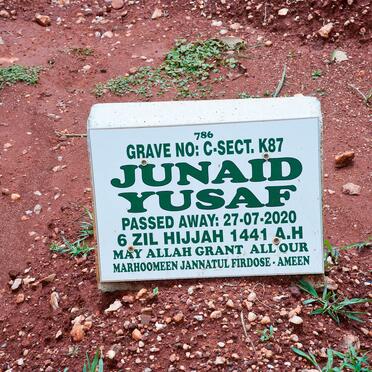 786
GRAVE NO: C-SECT. K87
JUNAID
YUSAF
PASSED AWAY: 27-07-2020
6 ZIL HIJJAH 1441 A.H
MAY ALLAH GRANT ALL OUR
MARHOOMEEN JANNATUL FIRDOSE - AMEEN